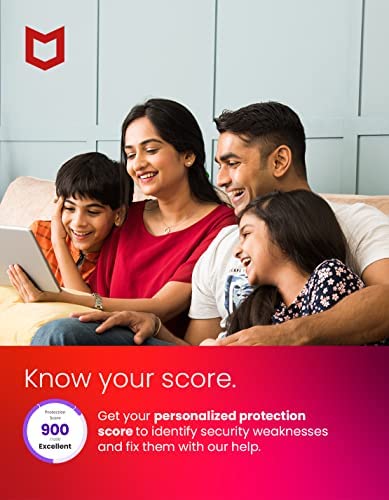 Know your score.
Protection
Score
900
Excellent
Get your personalized protection
score to identify security weaknesses
and fix them with our help.